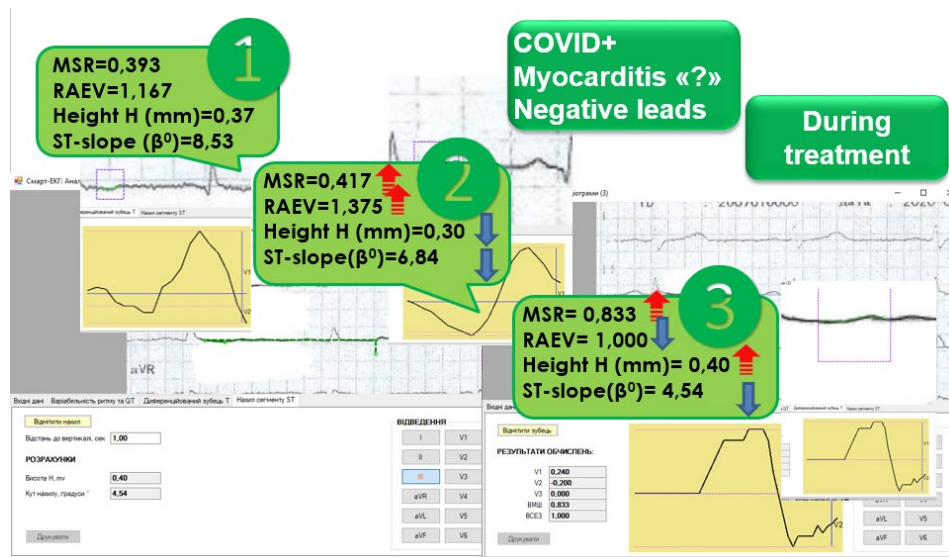 1
MSR=0,393
RAEV=1,167
Height H (mm)=0,37
ST-slope (β⁰)=8,53
COVID+
Myocarditis «?»
Negative leads
During
treatment
2
MSR=0,417
RAEV=1,375
Height H (mm)=0,30
ST-slope(β⁰)=6,84
3
MSR= 0,833
RAEV= 1,000
Height H (mm)= 0,40
ST-slope(β⁰)= 4,54
Смарт-ЕКГ: Анал
Нахил сегменту ST
V1
V2
aVR
Вхідні дані Варіабельність ритму та QT Диференційований зубець T Нахил сегменту ST
Відмітити нахил
Відстань до вертикалі, сек 1,00
РОЗРАХУНКИ
Висота H, mv 0,40
Кут нахилу, градуси ° 4,54
Друкувати
ВІДВЕДЕННЯ
I V1
II V2
III V3
aVR V4
aVL V5
aVF V6
Вхідні дан
Відмітити зубець
РЕЗУЛЬТАТИ ОБЧИСЛЕНЬ:
V1 0,240
V2 -0,200
V3 0,000
ВМШ 0,833
ВСЕЗ 1,000
Друкувати
V2
aVL V5
aVF V6